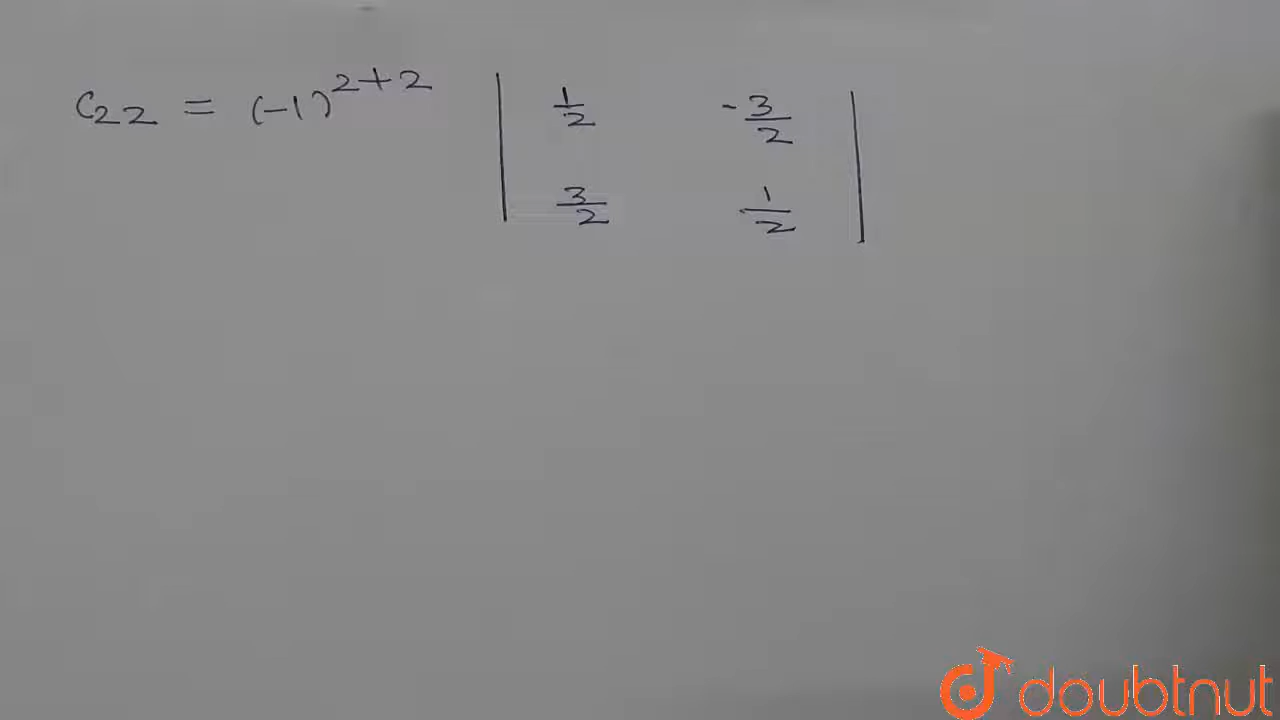 C₂₂ = (-1)²⁺² | 1/2 -3/2 |
| 3/2 1/2 |
doubtnut